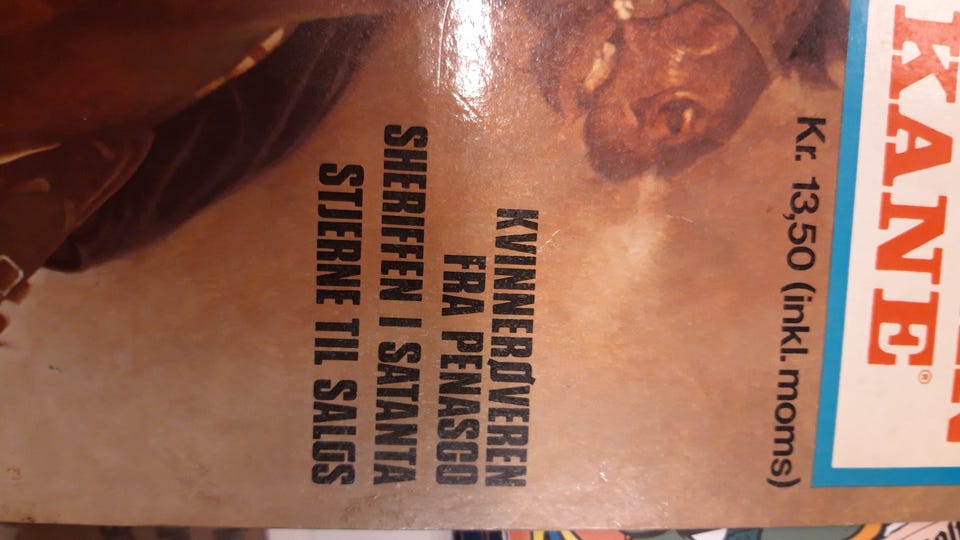 KANE®
Kr. 13,50 (inkl. moms)
KVINNERØVEREN
FRA PENASCO
SHERIFFEN I SATANTA
STJERNE TIL SALGS